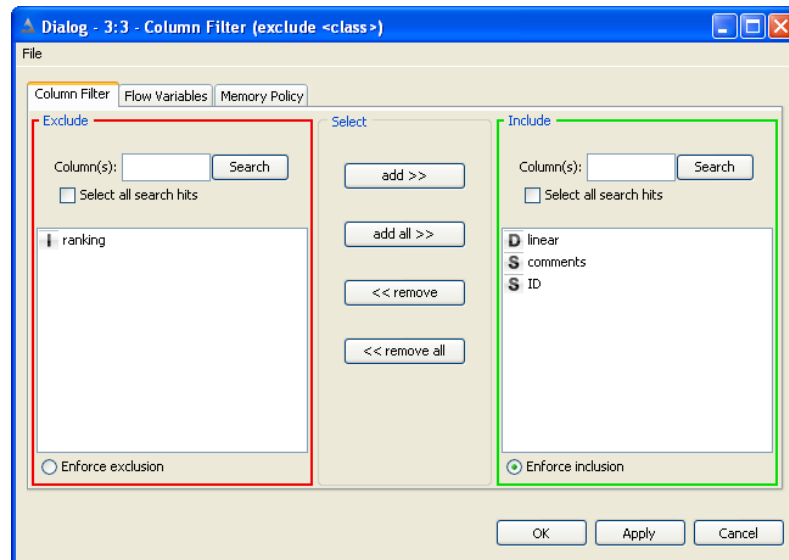 Dialog - 3:3 - Column Filter (exclude <class>)
File
Column Filter Flow Variables Memory Policy
Exclude
Column(s): Search
Select all search hits
I ranking
Enforce exclusion
Select
add >>
add all >>
<< remove
<< remove all
Include
Column(s): Search
Select all search hits
D linear
S comments
S ID
Enforce inclusion
OK Apply Cancel